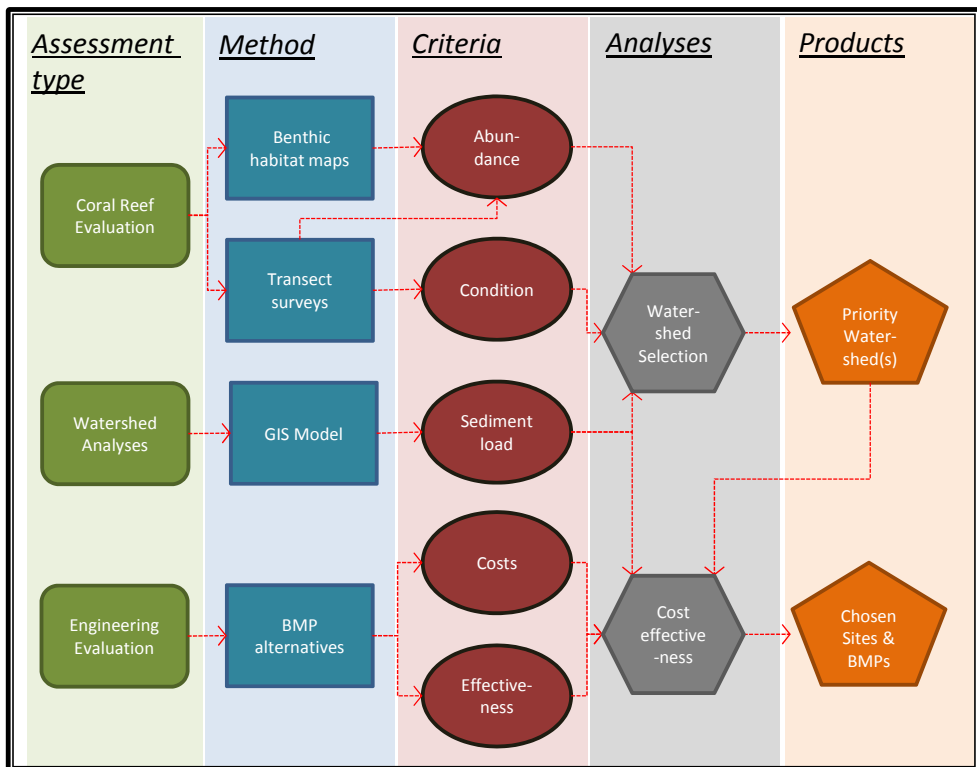 Assessment
type
Method
Criteria
Analyses
Products
Coral Reef
Evaluation
Benthic
habitat maps
Abun-
dance
Transect
surveys
Condition
Water-
shed
Selection
Priority
Water-
shed(s)
Watershed
Analyses
GIS Model
Sediment
load
Costs
Engineering
Evaluation
BMP
alternatives
Effective-
ness
Cost
effective
-ness
Chosen
Sites &
BMPs